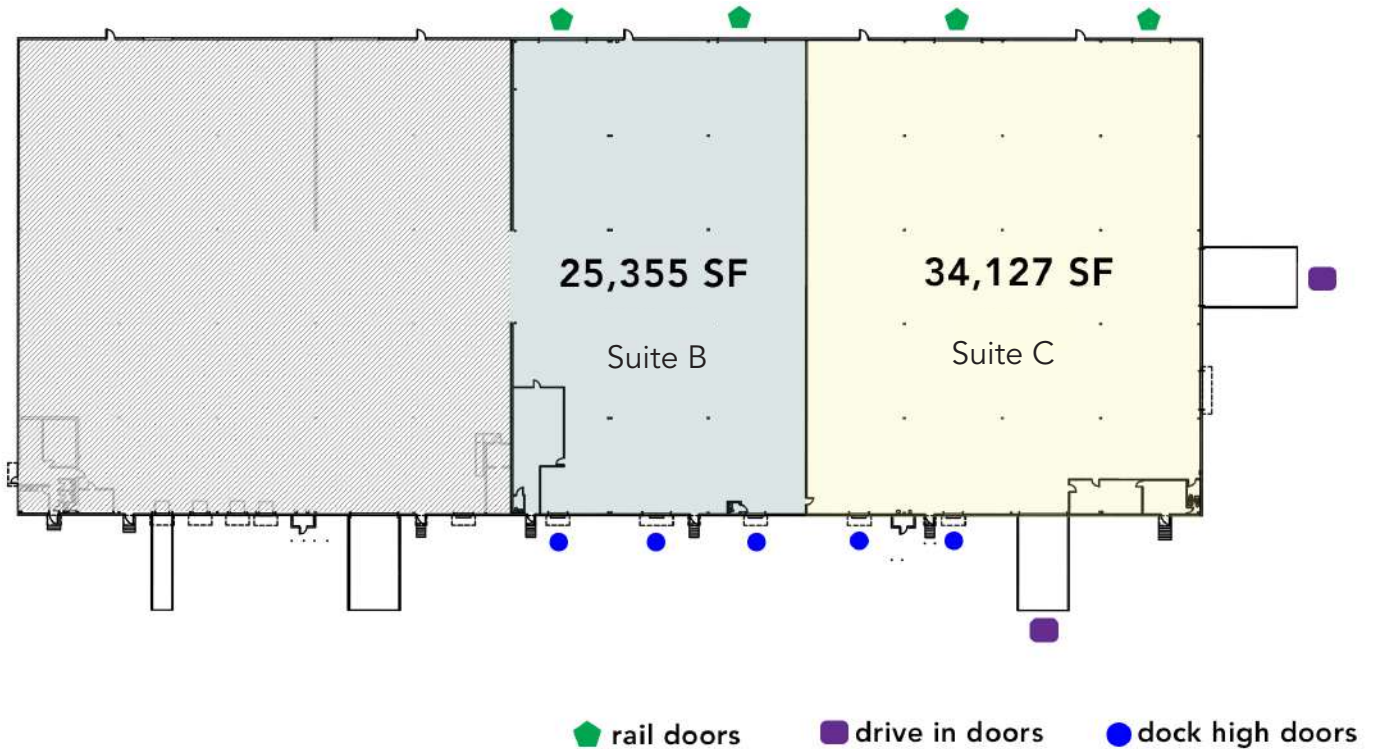 25,355 SF
34,127 SF
Suite B
Suite C
rail doors
drive in doors
dock high doors